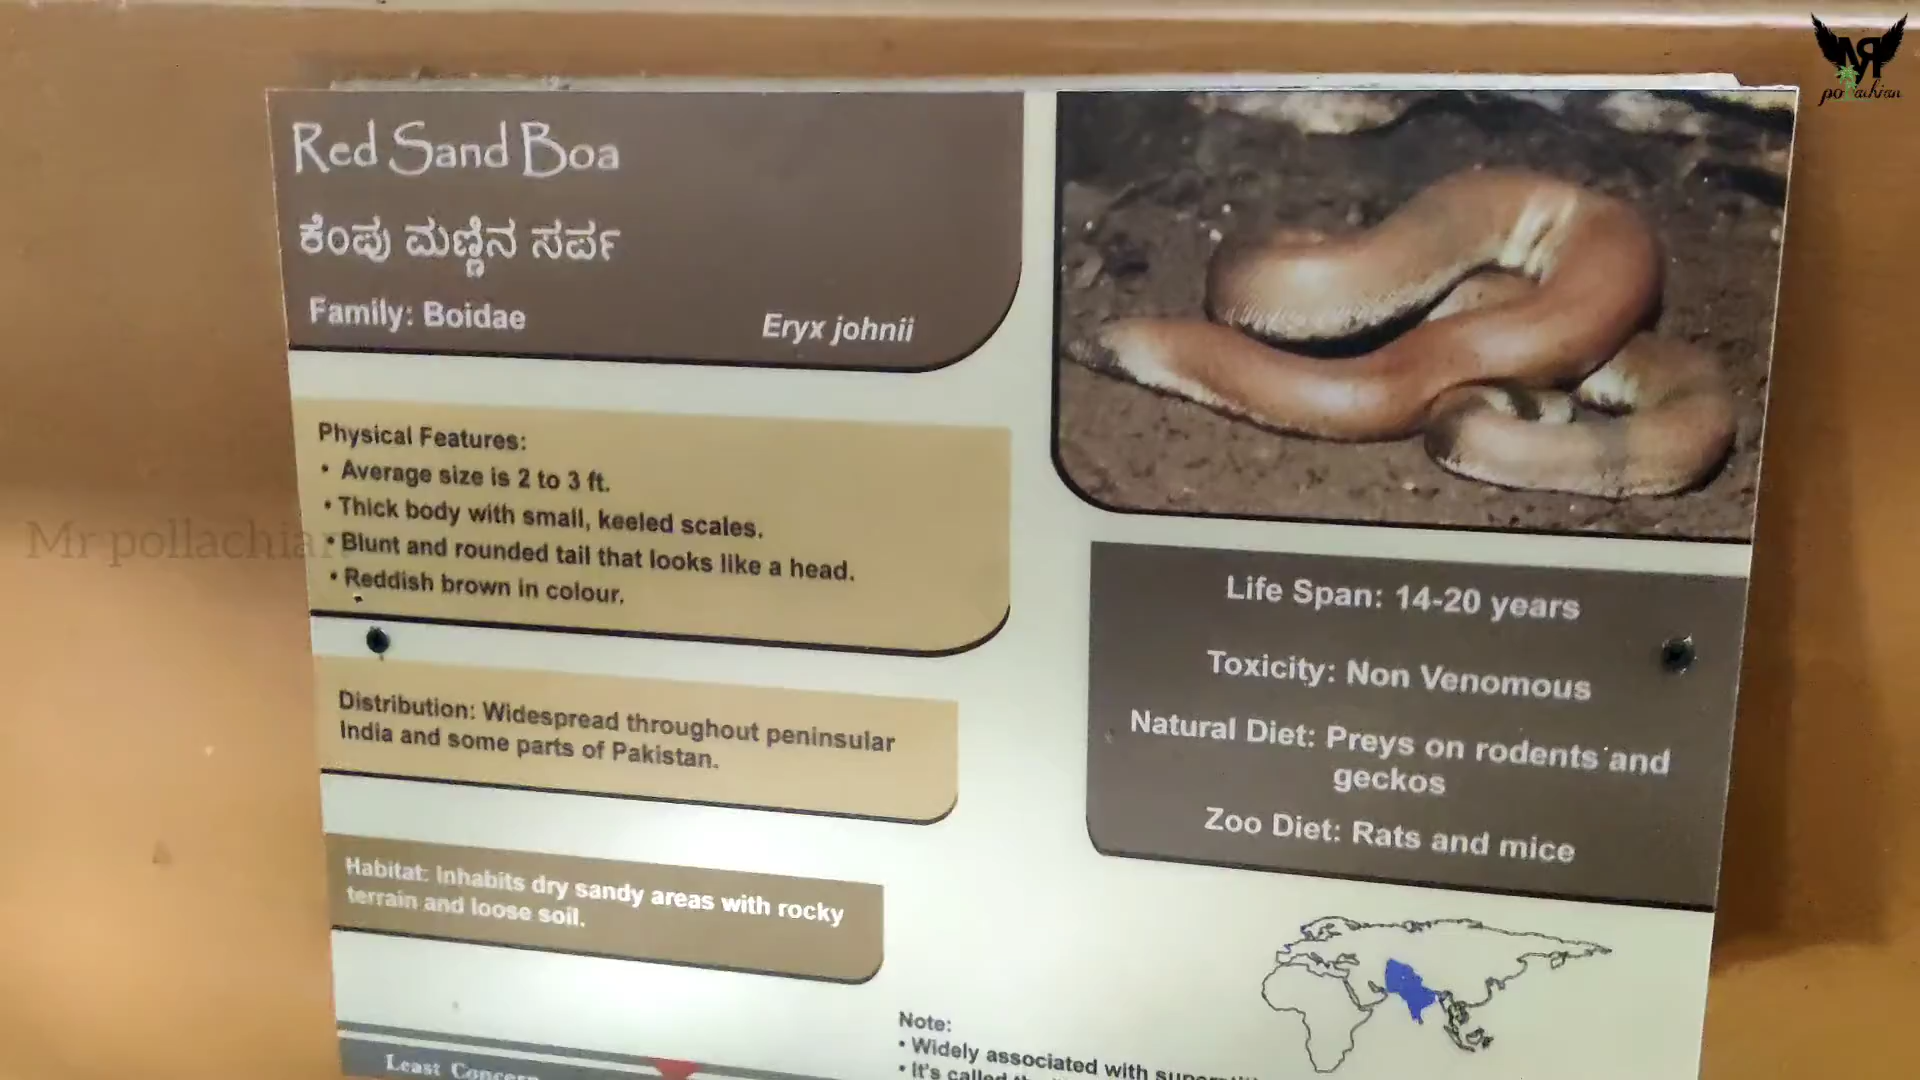 Red Sand Boa
ಕೆಂಪು ಮಣ್ಣಿನ ಸರ್ಪ
Family: Boidae
Eryx johnii
Physical Features:
• Average size is 2 to 3 ft.
• Thick body with small, keeled scales.
• Blunt and rounded tail that looks like a head.
• Reddish brown in colour.
Distribution: Widespread throughout peninsular
India and some parts of Pakistan.
Habitat: Inhabits dry sandy areas with rocky
terrain and loose soil.
Least Concern
Life Span: 14-20 years
Toxicity: Non Venomous
Natural Diet: Preys on rodents and
geckos
Zoo Diet: Rats and mice
Note:
• Widely associated with
• It's called
Mr pollachian
pollachian